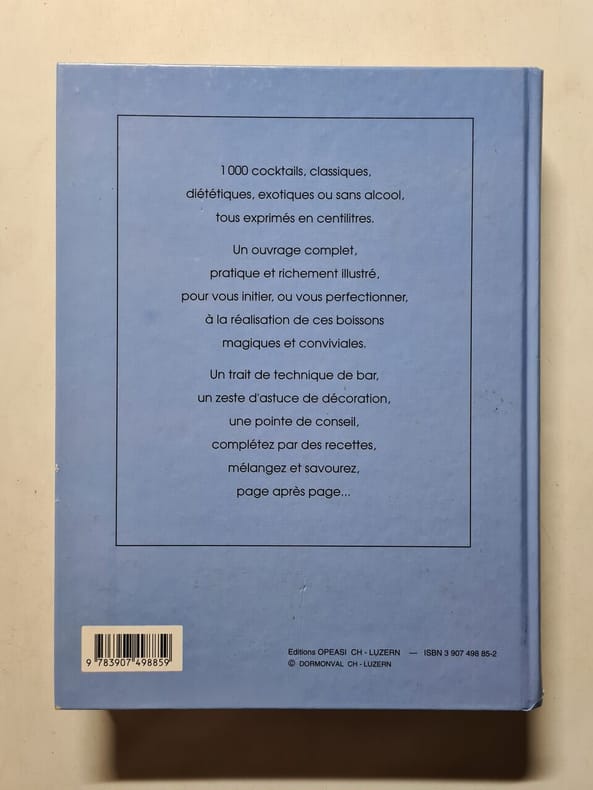 1000 cocktails, classiques,
diététiques, exotiques ou sans alcool,
tous exprimés en centilitres.
Un ouvrage complet,
pratique et richement illustré,
pour vous initier, ou vous perfectionner,
à la réalisation de ces boissons
magiques et conviviales.
Un trait de technique de bar,
un zeste d'astuce de décoration,
une pointe de conseil,
complétez par des recettes,
mélangez et savourez,
page après page...
9 783907 498859
Editions OPEASI CH - LUZERN — ISBN 3 907 498 85-2
© DORMONVAL CH - LUZERN